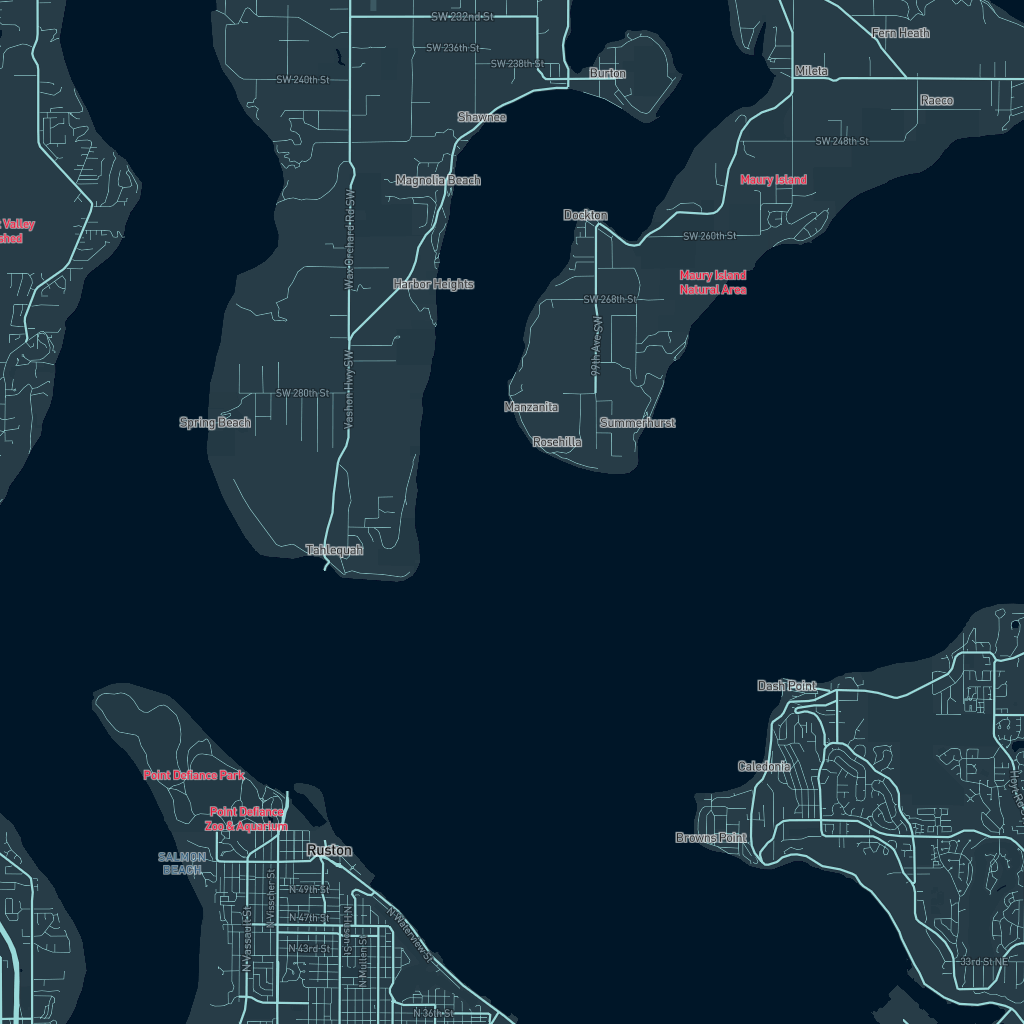 SW 232nd St
Fern Heath
SW 236th St
SW 238th St
Mileta
Burton
SW 240th St
Raeco
Shawnee
SW 248th St
Magnolia Beach
Maury Island
Dockton
Valley
Wax Orchard Rd SW
SW 260th St
Maury Island
Natural Area
Harbor Heights
SW 268th St
99th Ave SW
Vashon Hwy SW
SW 280th St
Manzanita
Spring Beach
Summerhurst
Rosehilla
Tahlequah
Dash Point
Caledonia
Point Defiance Park
Hoyt Rd
Point Defiance
Zoo & Aquarium
Browns Point
Ruston
SALMON
BEACH
N 49th St
N Visscher St
N 47th St
N Vassault St
N Hudson St
N Waterview St
N 43rd St
N Mullen St
33rd St NE
N 36th St